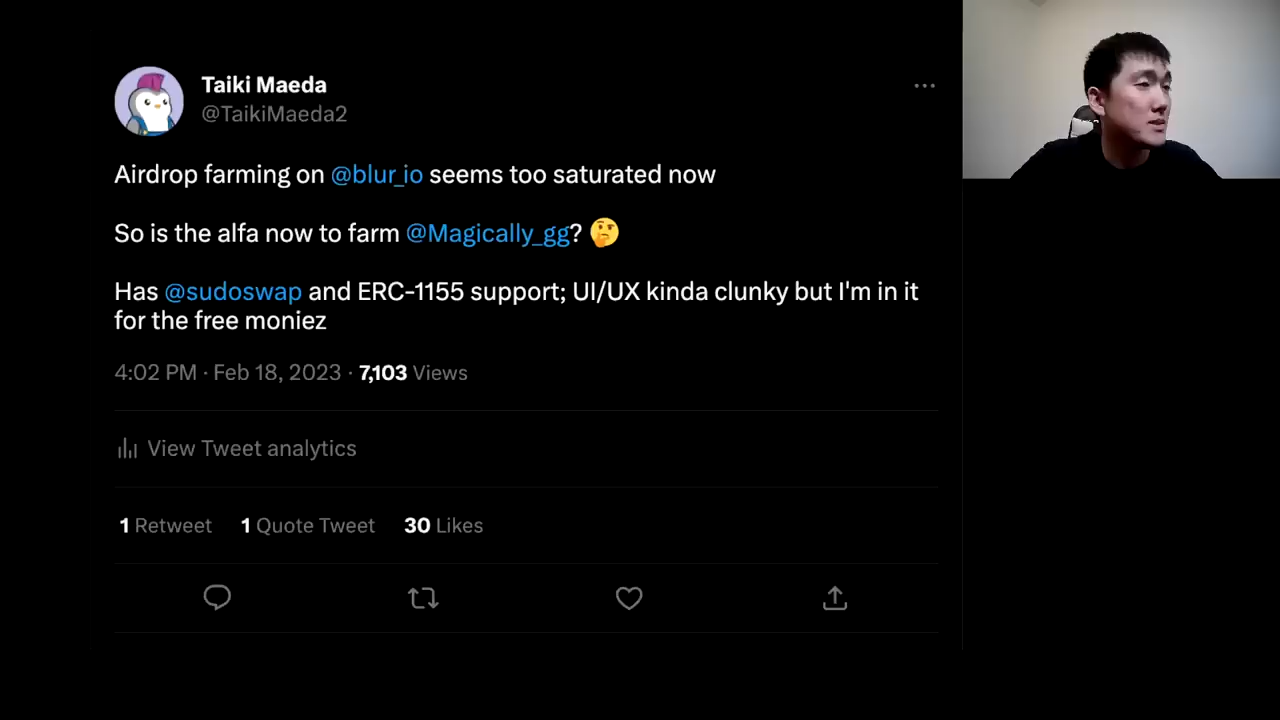 Taiki Maeda
@TaikiMaeda2
Airdrop farming on @blur_io seems too saturated now
So is the alfa now to farm @Magically_gg? 🤔
Has @sudoswap and ERC-1155 support; UI/UX kinda clunky but I'm in it
for the free moniez
4:02 PM · Feb 18, 2023 · 7,103 Views
View Tweet analytics
1 Retweet 1 Quote Tweet 30 Likes